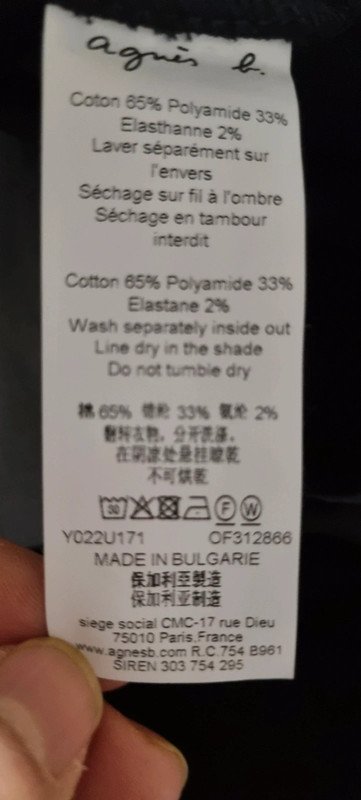 agnès b.
Coton 65% Polyamide 33%
Elasthanne 2%
Laver séparément sur
l'envers
Séchage sur fil à l'ombre
Séchage en tambour
interdit
Cotton 65% Polyamide 33%
Elastane 2%
Wash separately inside out
Line dry in the shade
Do not tumble dry
棉 65% 锦纶 33% 氨纶 2%
翻转衣物，分开洗涤。
在阴凉处悬挂晾乾
不可烘乾
30 F W
Y022U171 OF312866
MADE IN BULGARIE
保加利亞製造
保加利亚制造
siege social CMC-17 rue Dieu
75010 Paris.France
www.agnesb.com R.C.754 B961
SIREN 303 754 295